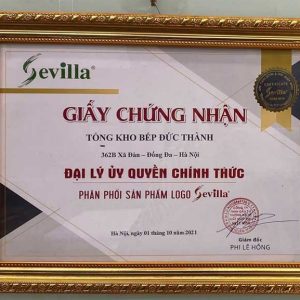 Sevilla®
GIẤY CHỨNG NHẬN
TỔNG KHO BẾP ĐỨC THÀNH
362B Xã Đàn – Đống Đa – Hà Nội
ĐẠI LÝ ỦY QUYỀN CHÍNH THỨC
PHÂN PHỐI SẢN PHẨM LOGO Sevilla®
Hà Nội, ngày 01 tháng 10 năm 2021
Giám đốc
PHI LÊ HỒNG
Sevilla